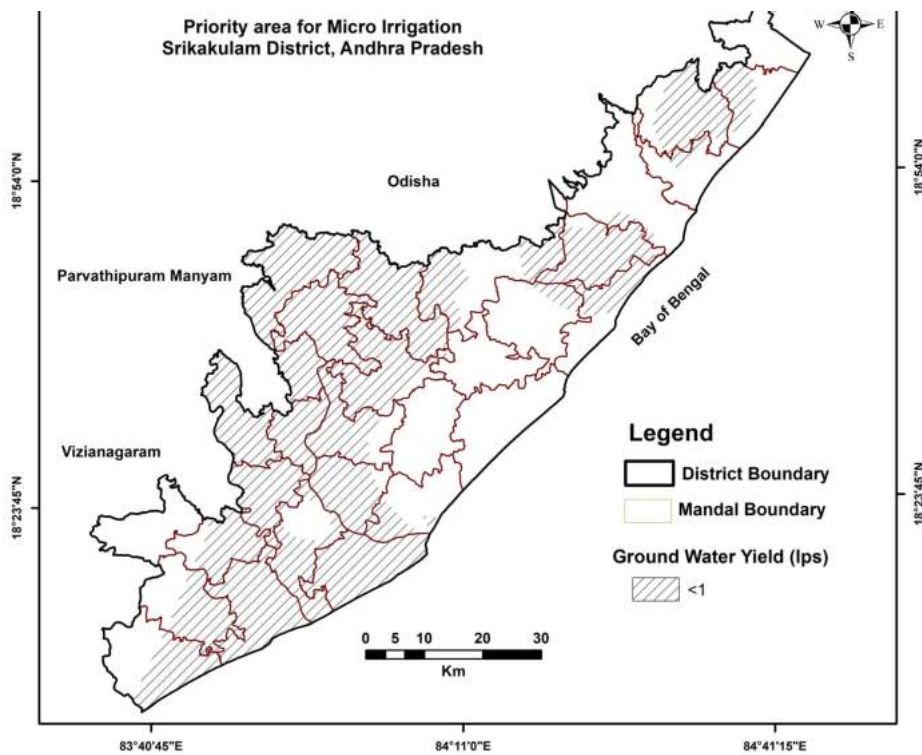 Priority area for Micro Irrigation
Srikakulam District, Andhra Pradesh
W E
S
18°54'0"N
18°54'0"N
Odisha
Parvathipuram Manyam
Bay of Bengal
Vizianagaram
18°23'45"N
18°23'45"N
Legend
District Boundary
Mandal Boundary
Ground Water Yield (lps)
<1
0 5 10 20 30
Km
83°40'45"E 84°11'0"E 84°41'15"E